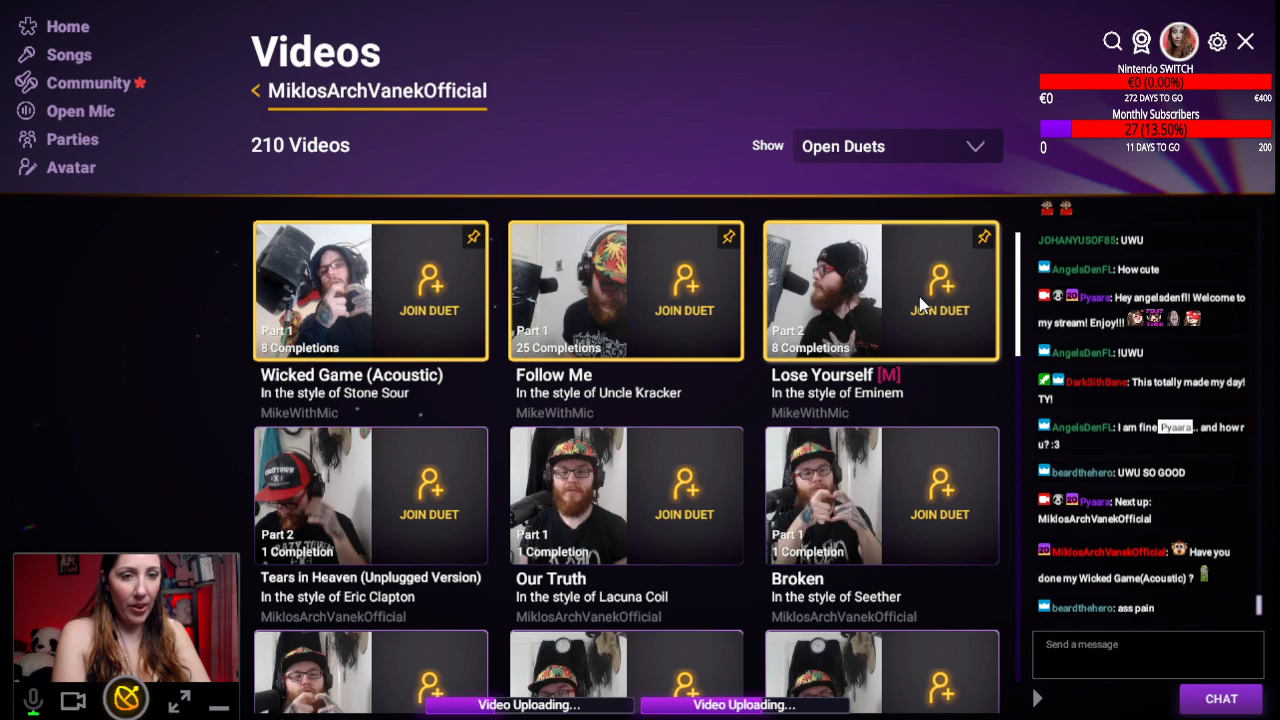 Home
Songs
Community *
Open Mic
Parties
Avatar
Videos
< MiklosArchVanekOfficial
210 Videos
Show
Open Duets
Nintendo SWITCH
€0 (0.00%)
€0
272 DAYS TO GO
€400
Monthly Subscribers
27 (13.50%)
0
11 DAYS TO GO
200
JOIN DUET
Part 1
8 Completions
Wicked Game (Acoustic)
In the style of Stone Sour
MikeWithMic
JOIN DUET
Part 1
25 Completions
Follow Me
In the style of Uncle Kracker
MikeWithMic
JOIN DUET
Part 2
8 Completions
Lose Yourself [M]
In the style of Eminem
MikeWithMic
JOIN DUET
Part 2
1 Completion
Tears in Heaven (Unplugged Version)
In the style of Eric Clapton
MiklosArchVanekOfficial
JOIN DUET
Part 1
1 Completion
Our Truth
In the style of Lacuna Coil
MiklosArchVanekOfficial
JOIN DUET
Part 1
1 Completion
Broken
In the style of Seether
MiklosArchVanekOfficial
Video Uploading...
Video Uploading...
JOHANYUSOF85: UWU
AngelsDenFL: How cute
20 Pyaara: Hey angelsdenfl! Welcome to
my stream! Enjoy!!!
AngelsDenFL: !UWU
DarkSithBane: This totally made my day!
TY!
AngelsDenFL: I am fine Pyaara.. and how r
u? :3
beardthehero: UWU SO GOOD
20 Pyaara: Next up:
MiklosArchVanekOfficial
20 MiklosArchVanekOfficial: Have you
done my Wicked Game(Acoustic) ?
beardthehero: ass pain
Send a message
CHAT